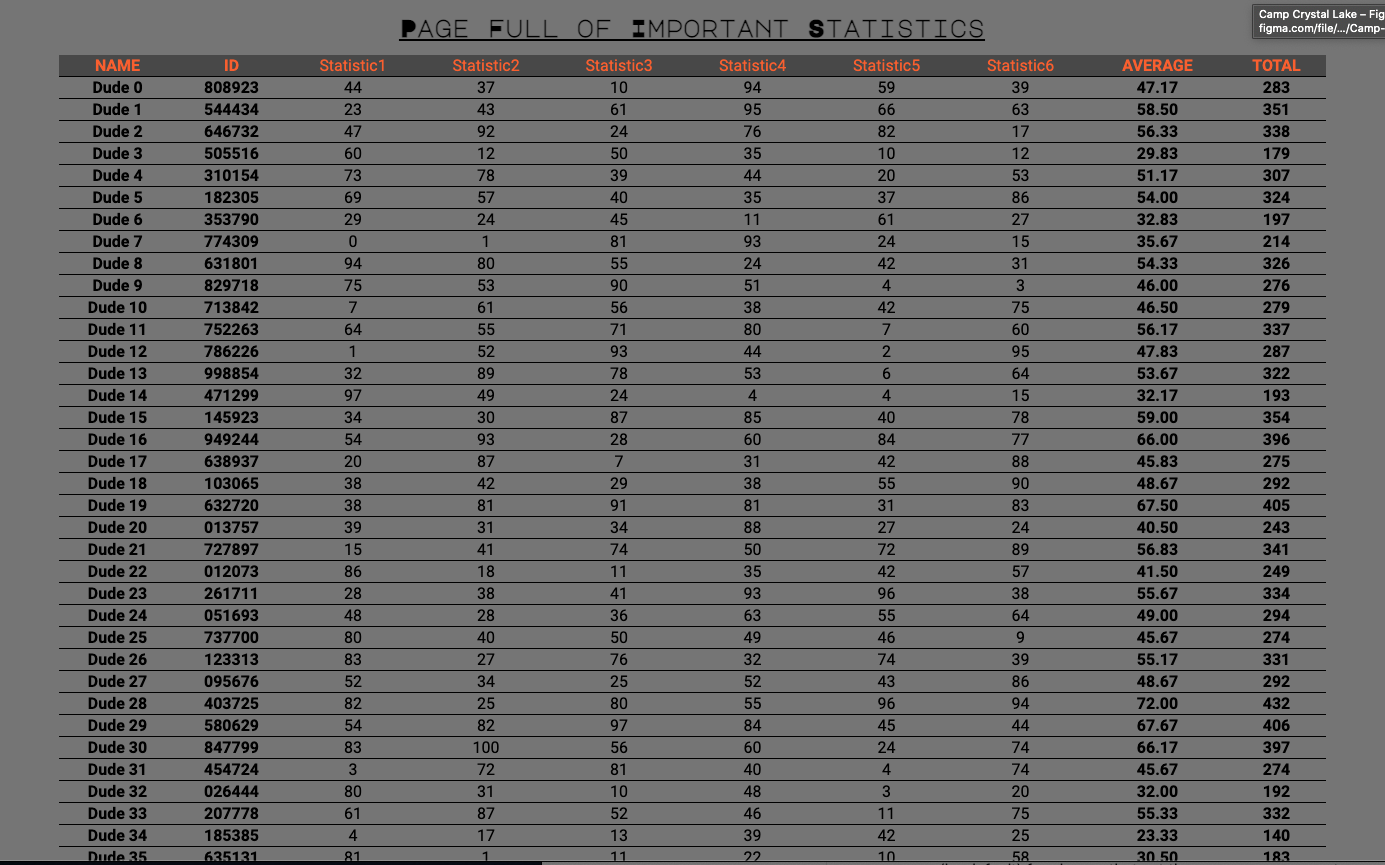 Camp Crystal Lake – Fig
figma.com/file/.../Camp-
Page Full of Important Statistics
NAME ID Statistic1 Statistic2 Statistic3 Statistic4 Statistic5 Statistic6 AVERAGE TOTAL
Dude 0 808923 44 37 10 94 59 39 47.17 283
Dude 1 544434 23 43 61 95 66 63 58.50 351
Dude 2 646732 47 92 24 76 82 17 56.33 338
Dude 3 505516 60 12 50 35 10 12 29.83 179
Dude 4 310154 73 78 39 44 20 53 51.17 307
Dude 5 182305 69 57 40 35 37 86 54.00 324
Dude 6 353790 29 24 45 11 61 27 32.83 197
Dude 7 774309 0 1 81 93 24 15 35.67 214
Dude 8 631801 94 80 55 24 42 31 54.33 326
Dude 9 829718 75 53 90 51 4 3 46.00 276
Dude 10 713842 7 61 56 38 42 75 46.50 279
Dude 11 752263 64 55 71 80 7 60 56.17 337
Dude 12 786226 1 52 93 44 2 95 47.83 287
Dude 13 998854 32 89 78 53 6 64 53.67 322
Dude 14 471299 97 49 24 4 4 15 32.17 193
Dude 15 145923 34 30 87 85 40 78 59.00 354
Dude 16 949244 54 93 28 60 84 77 66.00 396
Dude 17 638937 20 87 7 31 42 88 45.83 275
Dude 18 103065 38 42 29 38 55 90 48.67 292
Dude 19 632720 38 81 91 81 31 83 67.50 405
Dude 20 013757 39 31 34 88 27 24 40.50 243
Dude 21 727897 15 41 74 50 72 89 56.83 341
Dude 22 012073 86 18 11 35 42 57 41.50 249
Dude 23 261711 28 38 41 93 96 38 55.67 334
Dude 24 051693 48 28 36 63 55 64 49.00 294
Dude 25 737700 80 40 50 49 46 9 45.67 274
Dude 26 123313 83 27 76 32 74 39 55.17 331
Dude 27 095676 52 34 25 52 43 86 48.67 292
Dude 28 403725 82 25 80 55 96 94 72.00 432
Dude 29 580629 54 82 97 84 45 44 67.67 406
Dude 30 847799 83 100 56 60 24 74 66.17 397
Dude 31 454724 3 72 81 40 4 74 45.67 274
Dude 32 026444 80 31 10 48 3 20 32.00 192
Dude 33 207778 61 87 52 46 11 75 55.33 332
Dude 34 185385 4 17 13 39 42 25 23.33 140
Dude 35 635131 81 1 11 22 10 58 30.50 183